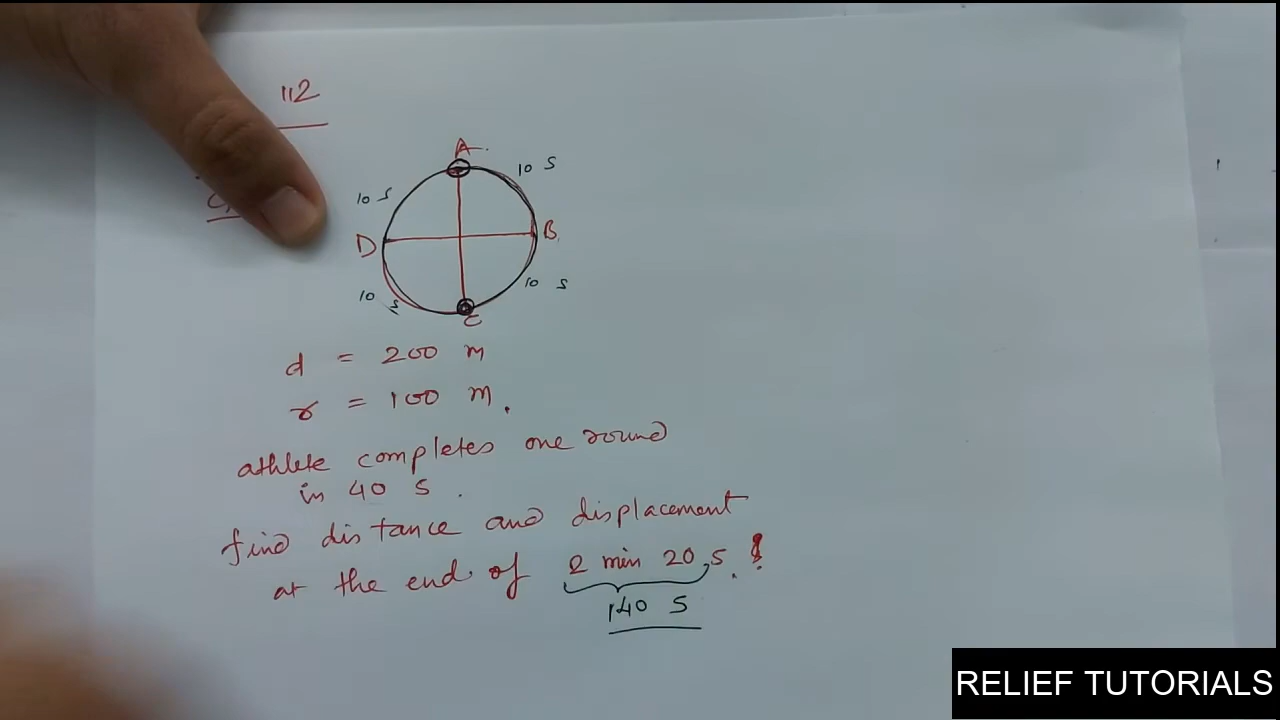 112
A.
10 S
10 S
D
B
10 S
10 S
C
d = 200 m
r = 100 m.
athlete completes one round
in 40 S.
find distance and displacement
at the end of 2 min 20 S.
140 S
RELIEF TUTORIALS